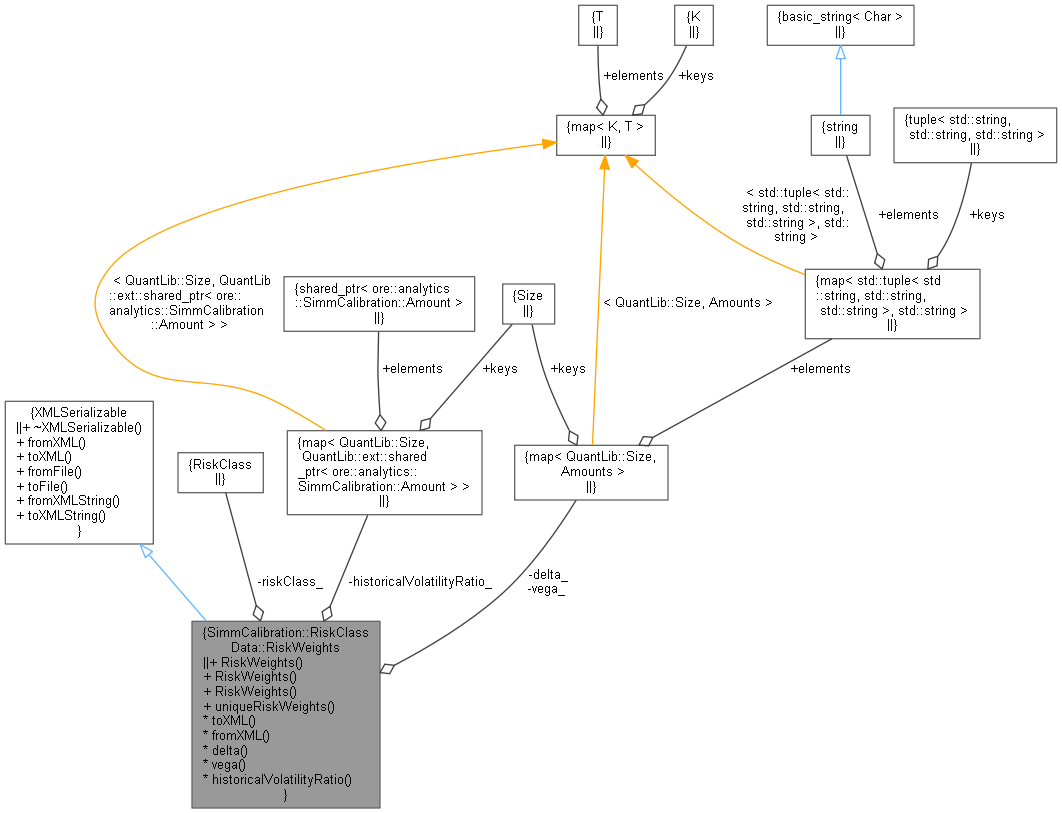 {T
||}
{K
||}
{basic_string< Char >
||}
+elements
+keys
{map< K, T >
||}
{string
||}
{tuple< std::string,
std::string, std::string >
||}
< std::tuple< std::
string, std::string,
std::string >, std::
string >
+elements
+keys
< QuantLib::Size, QuantLib
::ext::shared_ptr< ore::
analytics::SimmCalibration
::Amount > >
{shared_ptr< ore::analytics
::SimmCalibration::Amount >
||}
{Size
||}
< QuantLib::Size, Amounts >
{map< std::tuple< std
::string, std::string,
std::string >, std::string >
||}
+elements
+keys
+keys
+elements
{XMLSerializable
||+ ~XMLSerializable()
+ fromXML()
+ toXML()
+ fromFile()
+ toFile()
+ fromXMLString()
+ toXMLString()
}
{RiskClass
||}
{map< QuantLib::Size,
QuantLib::ext::shared
_ptr< ore::analytics::
SimmCalibration::Amount > >
||}
{map< QuantLib::Size,
Amounts >
||}
-riskClass_
-historicalVolatilityRatio_
-delta_
-vega_
{SimmCalibration::RiskClass
Data::RiskWeights
||+ RiskWeights()
+ RiskWeights()
+ RiskWeights()
+ uniqueRiskWeights()
* toXML()
* fromXML()
* delta()
* vega()
* historicalVolatilityRatio()
}